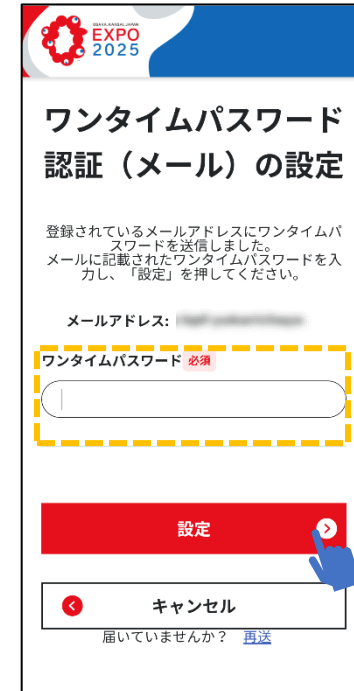 OSAKA, KANSAI, JAPAN
EXPO
2025
ワンタイムパスワード
認証（メール）の設定
登録されているメールアドレスにワンタイムパ
スワードを送信しました。
メールに記載されたワンタイムパスワードを入
力し、「設定」を押してください。
メールアドレス:
ワンタイムパスワード 必須
設定
キャンセル
届いていませんか？ 再送